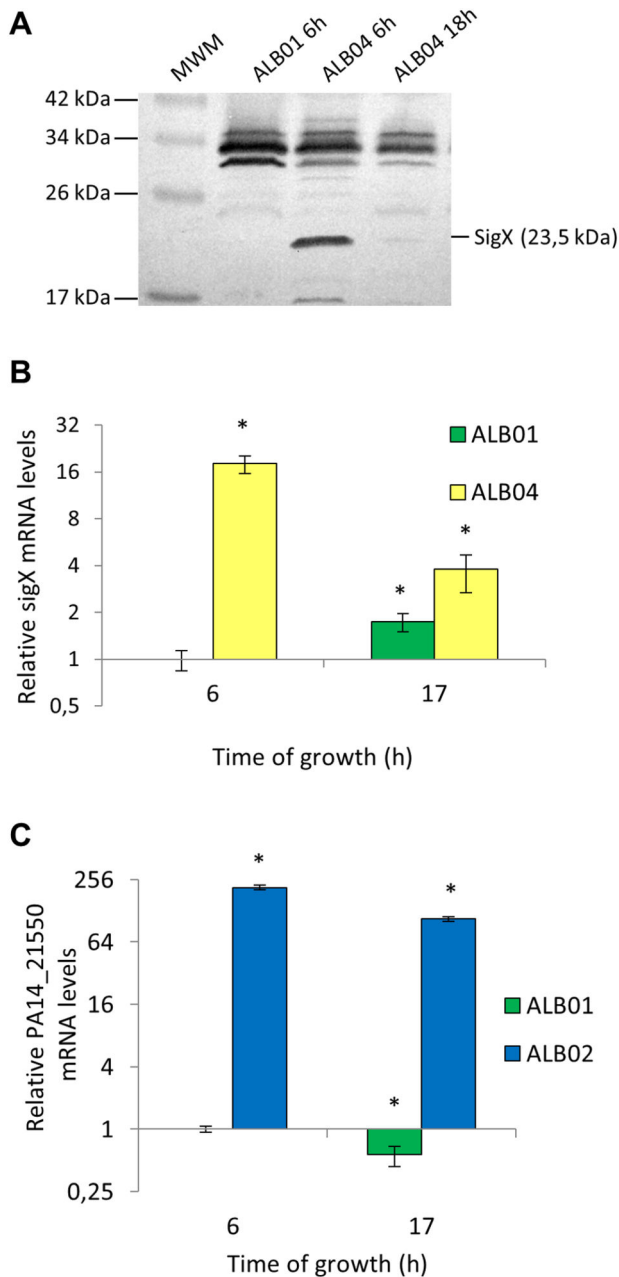 A
MWM
ALB01 6h
ALB04 6h
ALB04 18h
42 kDa
34 kDa
26 kDa
17 kDa
SigX (23,5 kDa)
B
Relative sigX mRNA levels
32
16
8
4
2
1
0,5
*
*
*
ALB01
ALB04
6
17
Time of growth (h)
C
Relative PA14_21550
mRNA levels
256
64
16
4
1
0,25
*
*
*
ALB01
ALB02
6
17
Time of growth (h)